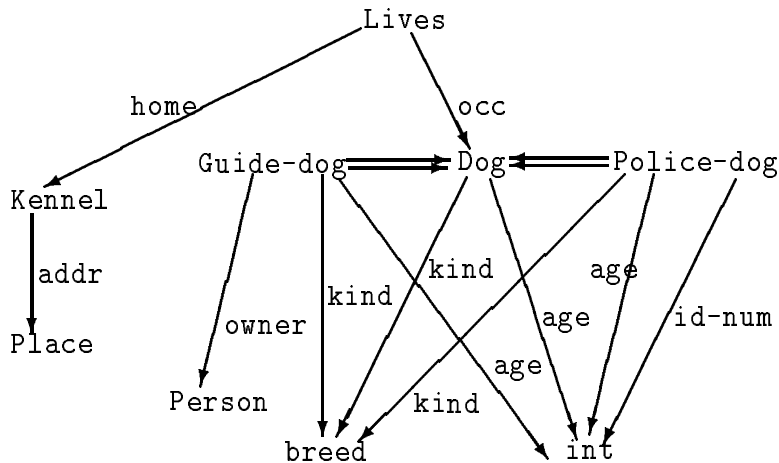 Lives
home
occ
Guide-dog
Dog
Police-dog
Kennel
addr
kind
kind
age
owner
age
id-num
Place
age
Person
kind
breed
int